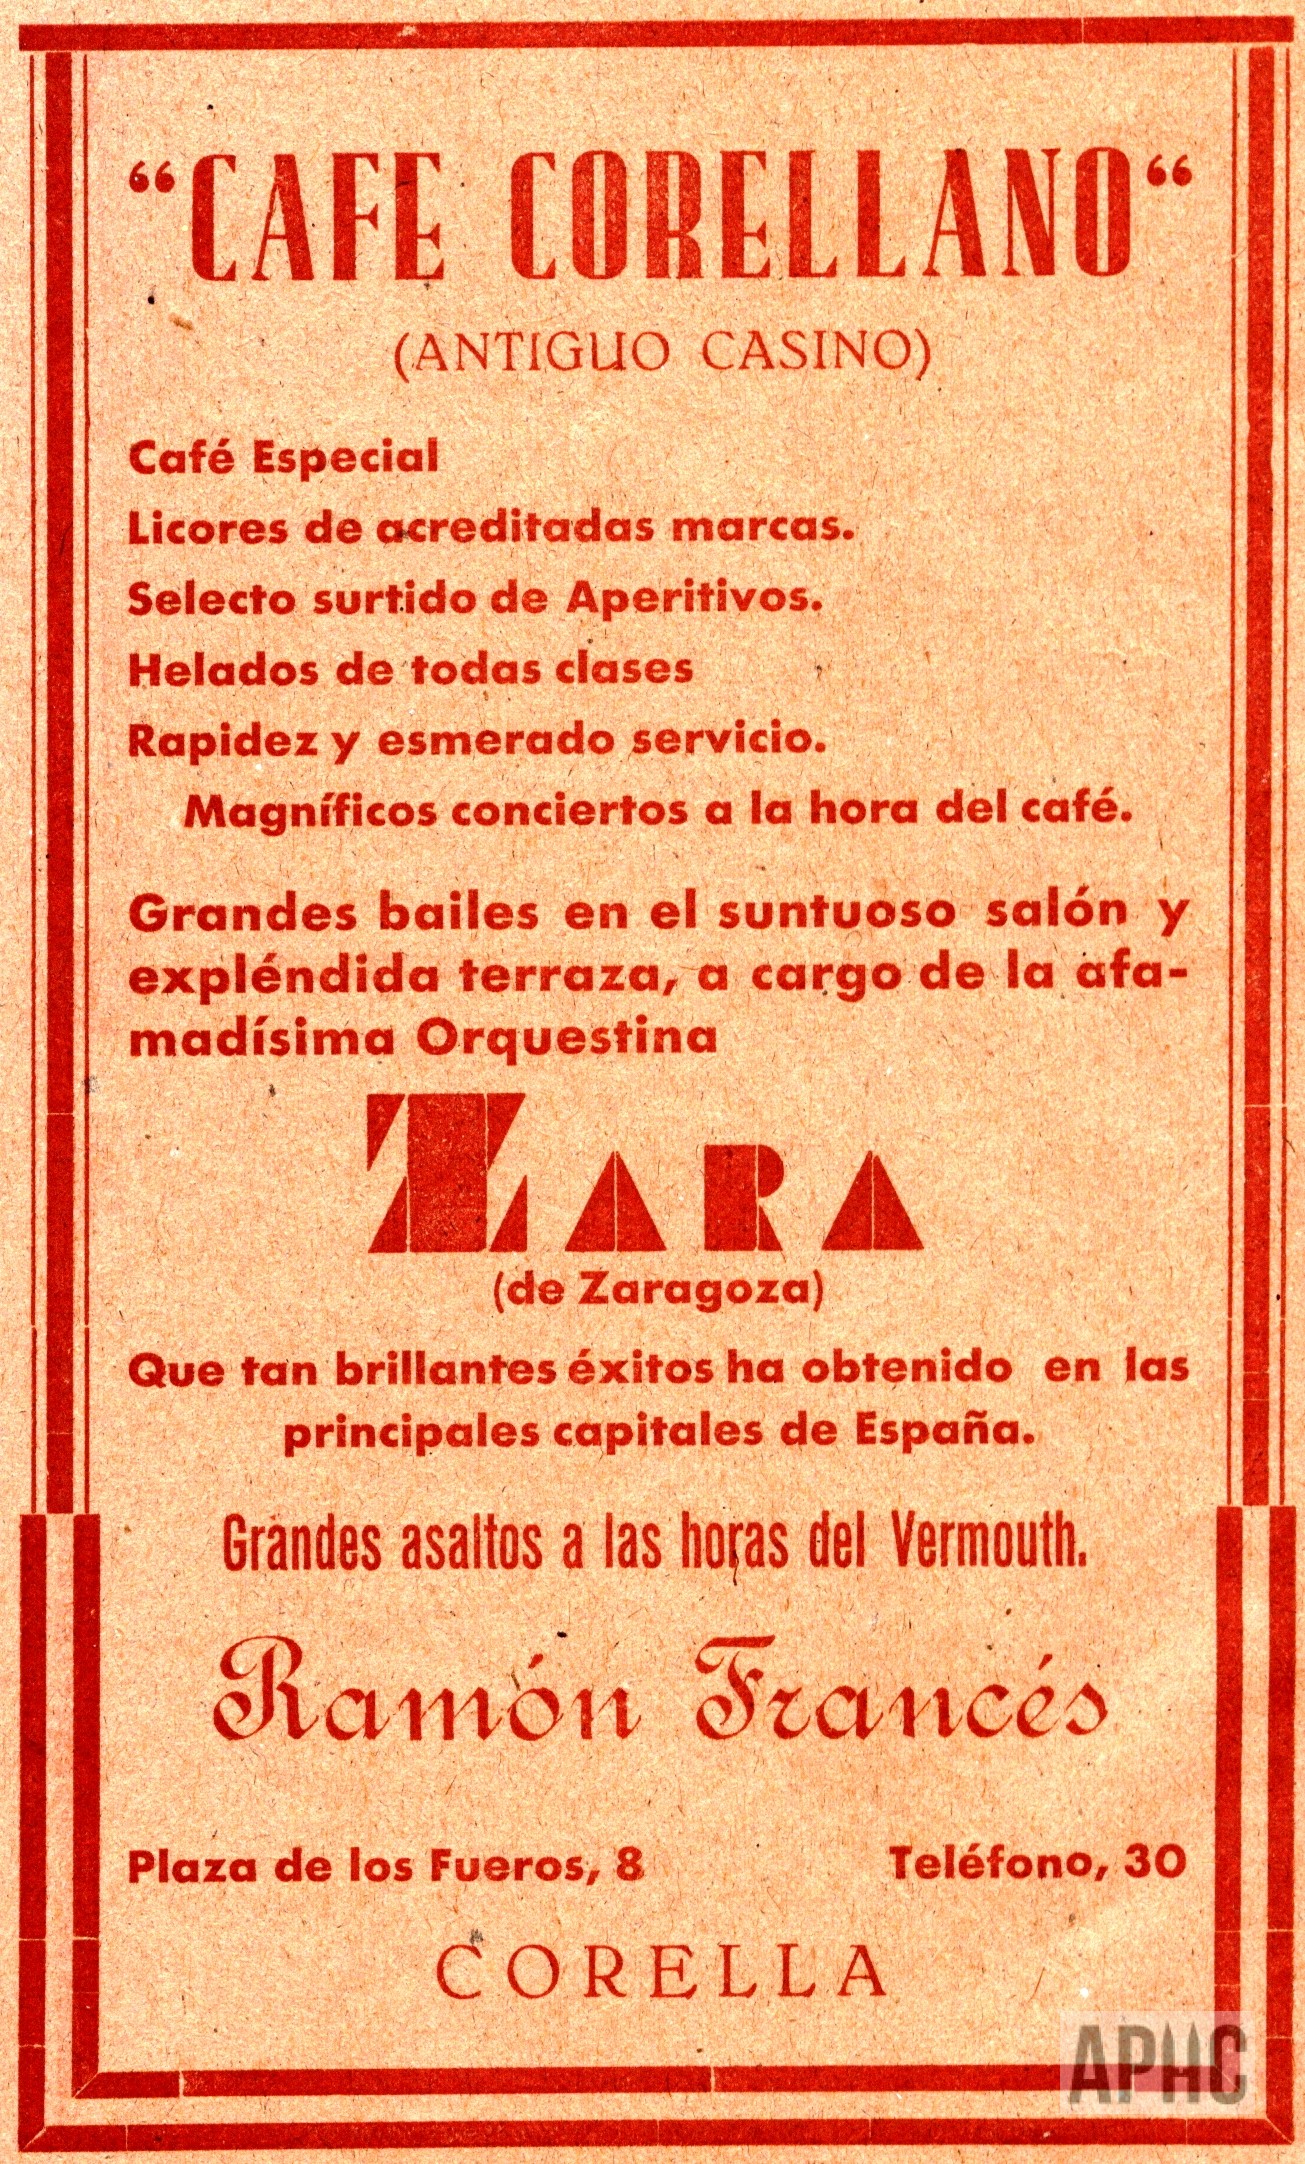 “CAFE CORELLANO“
(ANTIGUO CASINO)
Café Especial
Licores de acreditadas marcas.
Selecto surtido de Aperitivos.
Helados de todas clases
Rapidez y esmerado servicio.
Magníficos conciertos a la hora del café.
Grandes bailes en el suntuoso salón y
expléndida terraza, a cargo de la afa-
madísima Orquestina
ZARA
(de Zaragoza)
Que tan brillantes éxitos ha obtenido en las
principales capitales de España.
Grandes asaltos a las horas del Vermouth.
Ramón Francés
Plaza de los Fueros, 8 Teléfono, 30
CORELLA
APHC